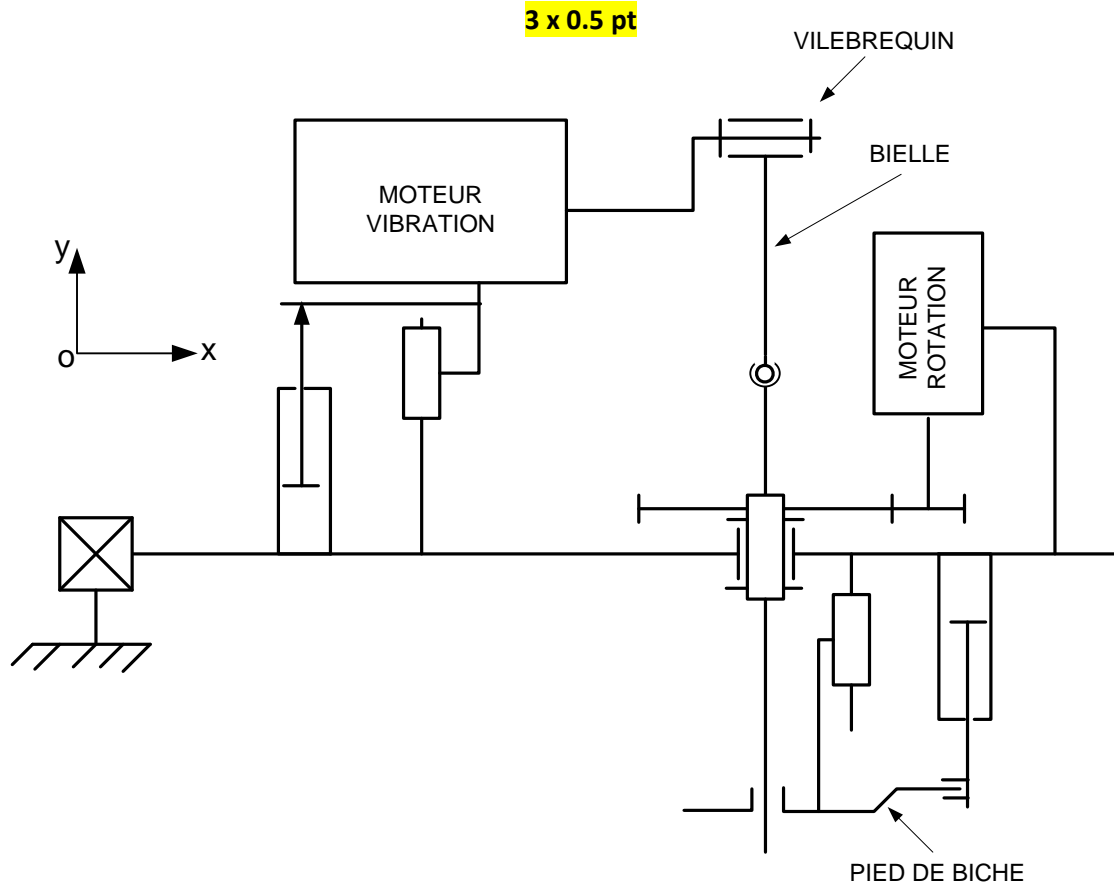 3 x 0.5 pt
VILEBREQUIN
BIELLE
MOTEUR
VIBRATION
MOTEUR
ROTATION
y
o
x
PIED DE BICHE